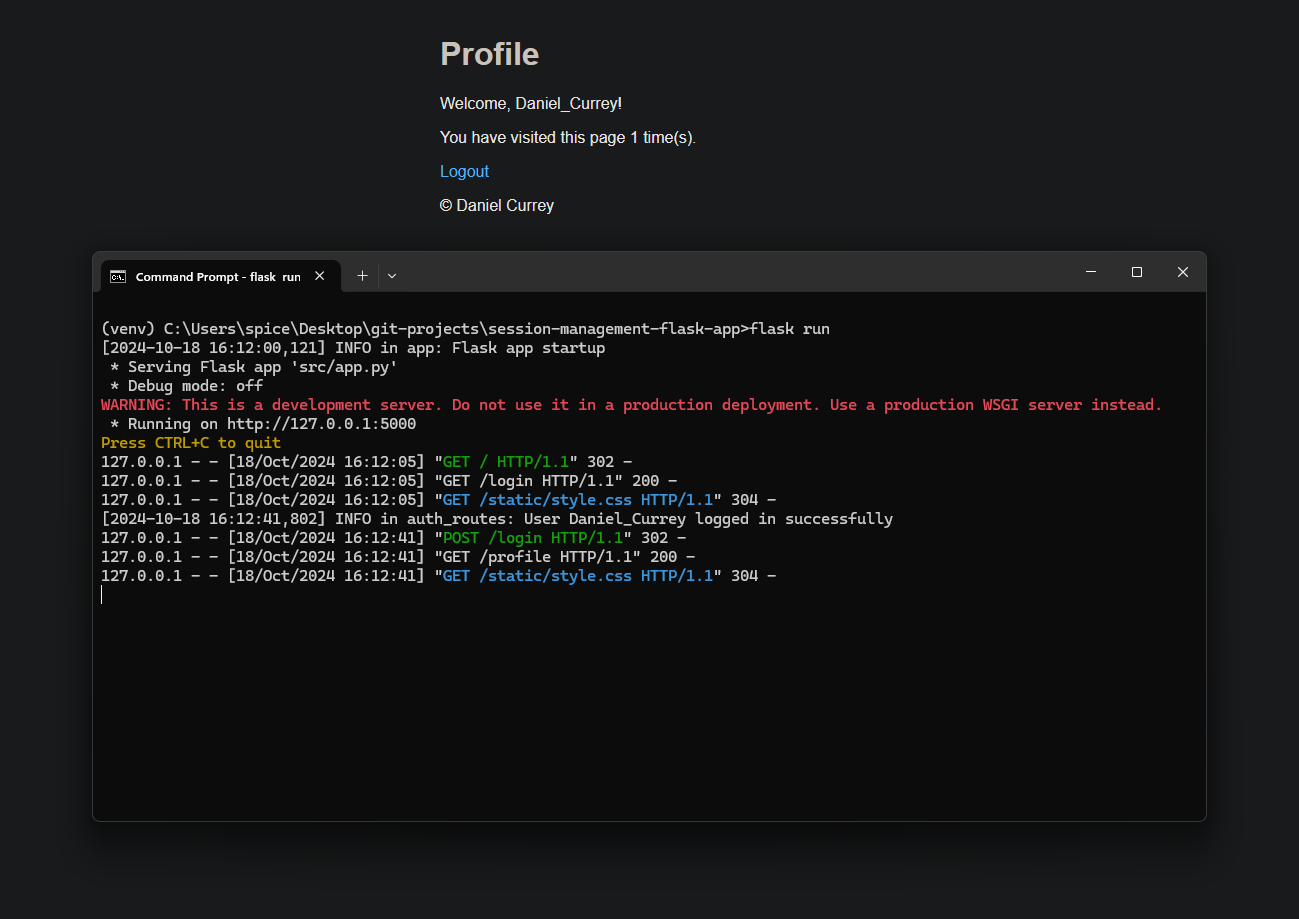 Profile
Welcome, Daniel_Currey!
You have visited this page 1 time(s).
Logout
© Daniel Currey
Command Prompt - flask  run
(venv) C:\Users\spice\Desktop\git-projects\session-management-flask-app>flask run
[2024-10-18 16:12:00,121] INFO in app: Flask app startup
 * Serving Flask app 'src/app.py'
 * Debug mode: off
WARNING: This is a development server. Do not use it in a production deployment. Use a production WSGI server instead.
 * Running on http://127.0.0.1:5000
Press CTRL+C to quit
127.0.0.1 - - [18/Oct/2024 16:12:05] "GET / HTTP/1.1" 302 -
127.0.0.1 - - [18/Oct/2024 16:12:05] "GET /login HTTP/1.1" 200 -
127.0.0.1 - - [18/Oct/2024 16:12:05] "GET /static/style.css HTTP/1.1" 304 -
[2024-10-18 16:12:41,802] INFO in auth_routes: User Daniel_Currey logged in successfully
127.0.0.1 - - [18/Oct/2024 16:12:41] "POST /login HTTP/1.1" 302 -
127.0.0.1 - - [18/Oct/2024 16:12:41] "GET /profile HTTP/1.1" 200 -
127.0.0.1 - - [18/Oct/2024 16:12:41] "GET /static/style.css HTTP/1.1" 304 -